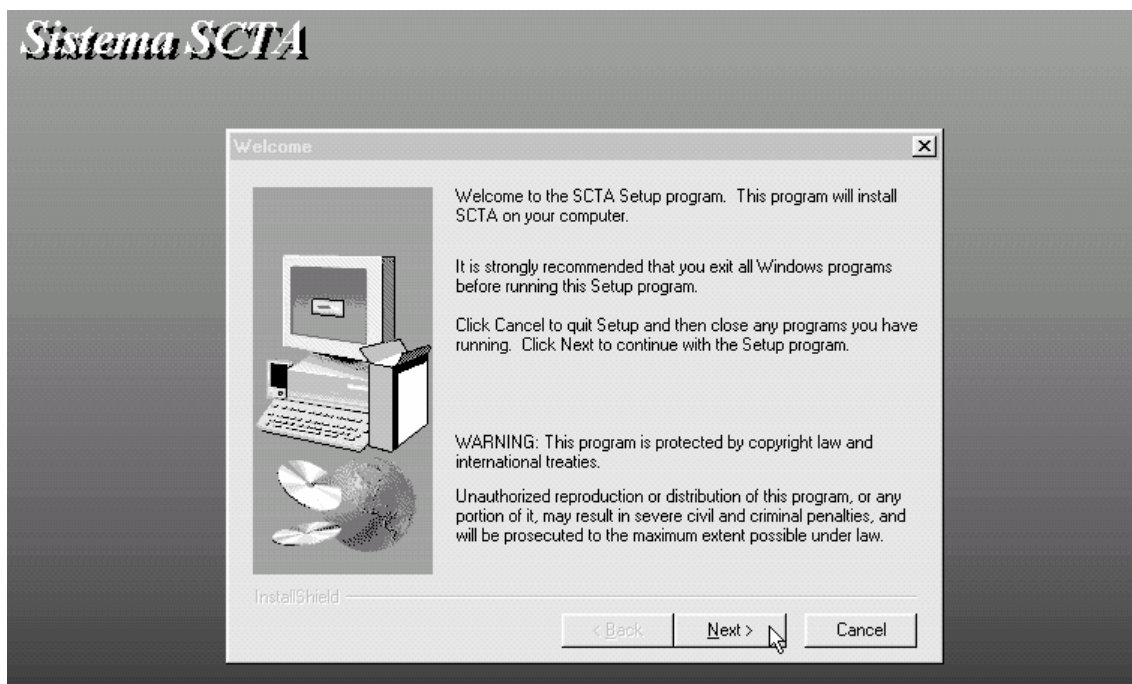 Sistema SCTA
Welcome
Welcome to the SCTA Setup program. This program will install
SCTA on your computer.
It is strongly recommended that you exit all Windows programs
before running this Setup program.
Click Cancel to quit Setup and then close any programs you have
running. Click Next to continue with the Setup program.
WARNING: This program is protected by copyright law and
international treaties.
Unauthorized reproduction or distribution of this program, or any
portion of it, may result in severe civil and criminal penalties, and
will be prosecuted to the maximum extent possible under law.
InstallShield
< Back Next > Cancel